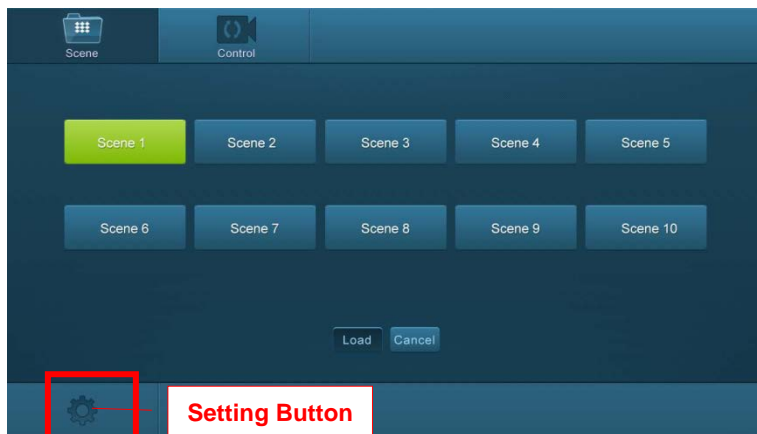 Scene Control
Scene 1 Scene 2 Scene 3 Scene 4 Scene 5
Scene 6 Scene 7 Scene 8 Scene 9 Scene 10
Load Cancel
Setting Button